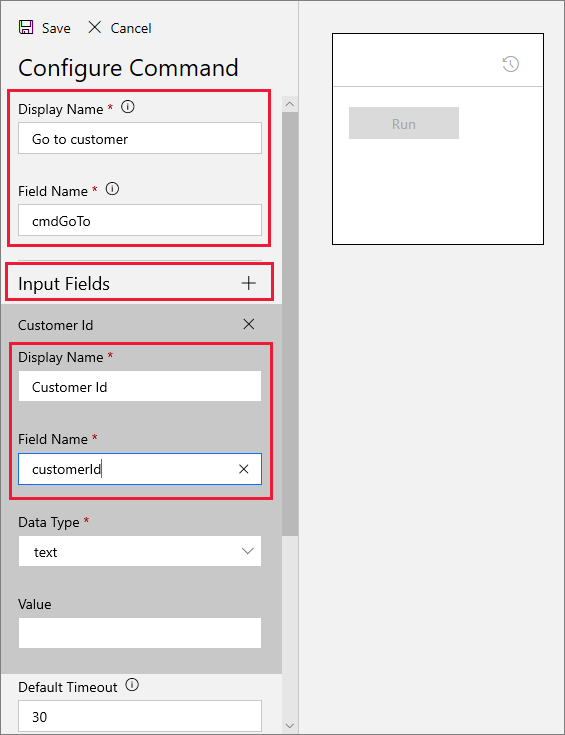 Save Cancel
Configure Command
Display Name *
Go to customer
Field Name *
cmdGoTo
Input Fields
Customer Id
Display Name *
Customer Id
Field Name *
customerId
Data Type *
text
Value
Default Timeout
30
Run